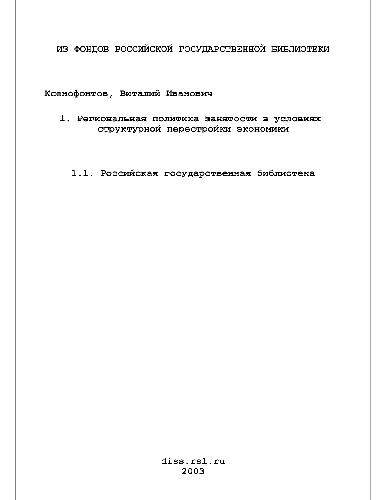 ИЗ ФОНДОВ РОССИЙСКОЙ ГОСУДАРСТВЕННОЙ БИБЛИОТЕКИ
Ксенофонтов, Виталий Иванович
1. Региональная политика занятости в условиях
структурной перестройки экономики
1.1. Российская государственная библиотека
diss.rsl.ru
2003